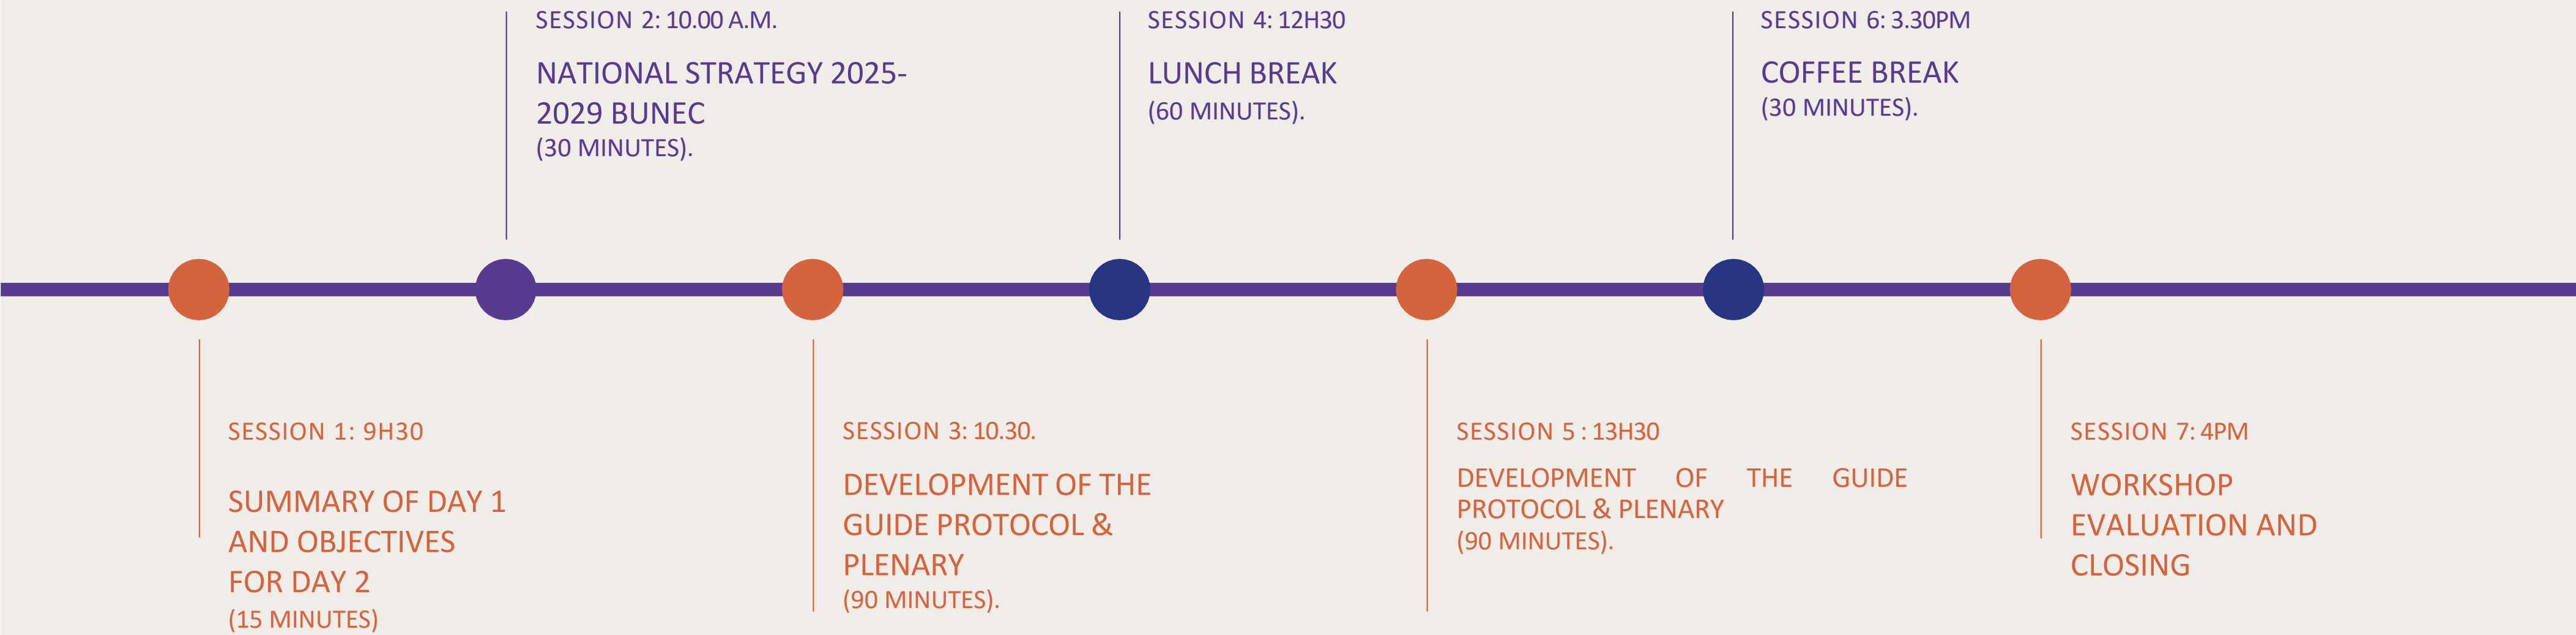 SESSION 2: 10.00 A.M.
NATIONAL STRATEGY 2025-
2029 BUNEC
(30 MINUTES).
SESSION 4: 12H30
LUNCH BREAK
(60 MINUTES).
SESSION 6: 3.30PM
COFFEE BREAK
(30 MINUTES).
SESSION 1: 9H30
SUMMARY OF DAY 1
AND OBJECTIVES
FOR DAY 2
(15 MINUTES)
SESSION 3: 10.30.
DEVELOPMENT OF THE
GUIDE PROTOCOL &
PLENARY
(90 MINUTES).
SESSION 5 : 13H30
DEVELOPMENT OF THE GUIDE
PROTOCOL & PLENARY
(90 MINUTES).
SESSION 7: 4PM
WORKSHOP
EVALUATION AND
CLOSING